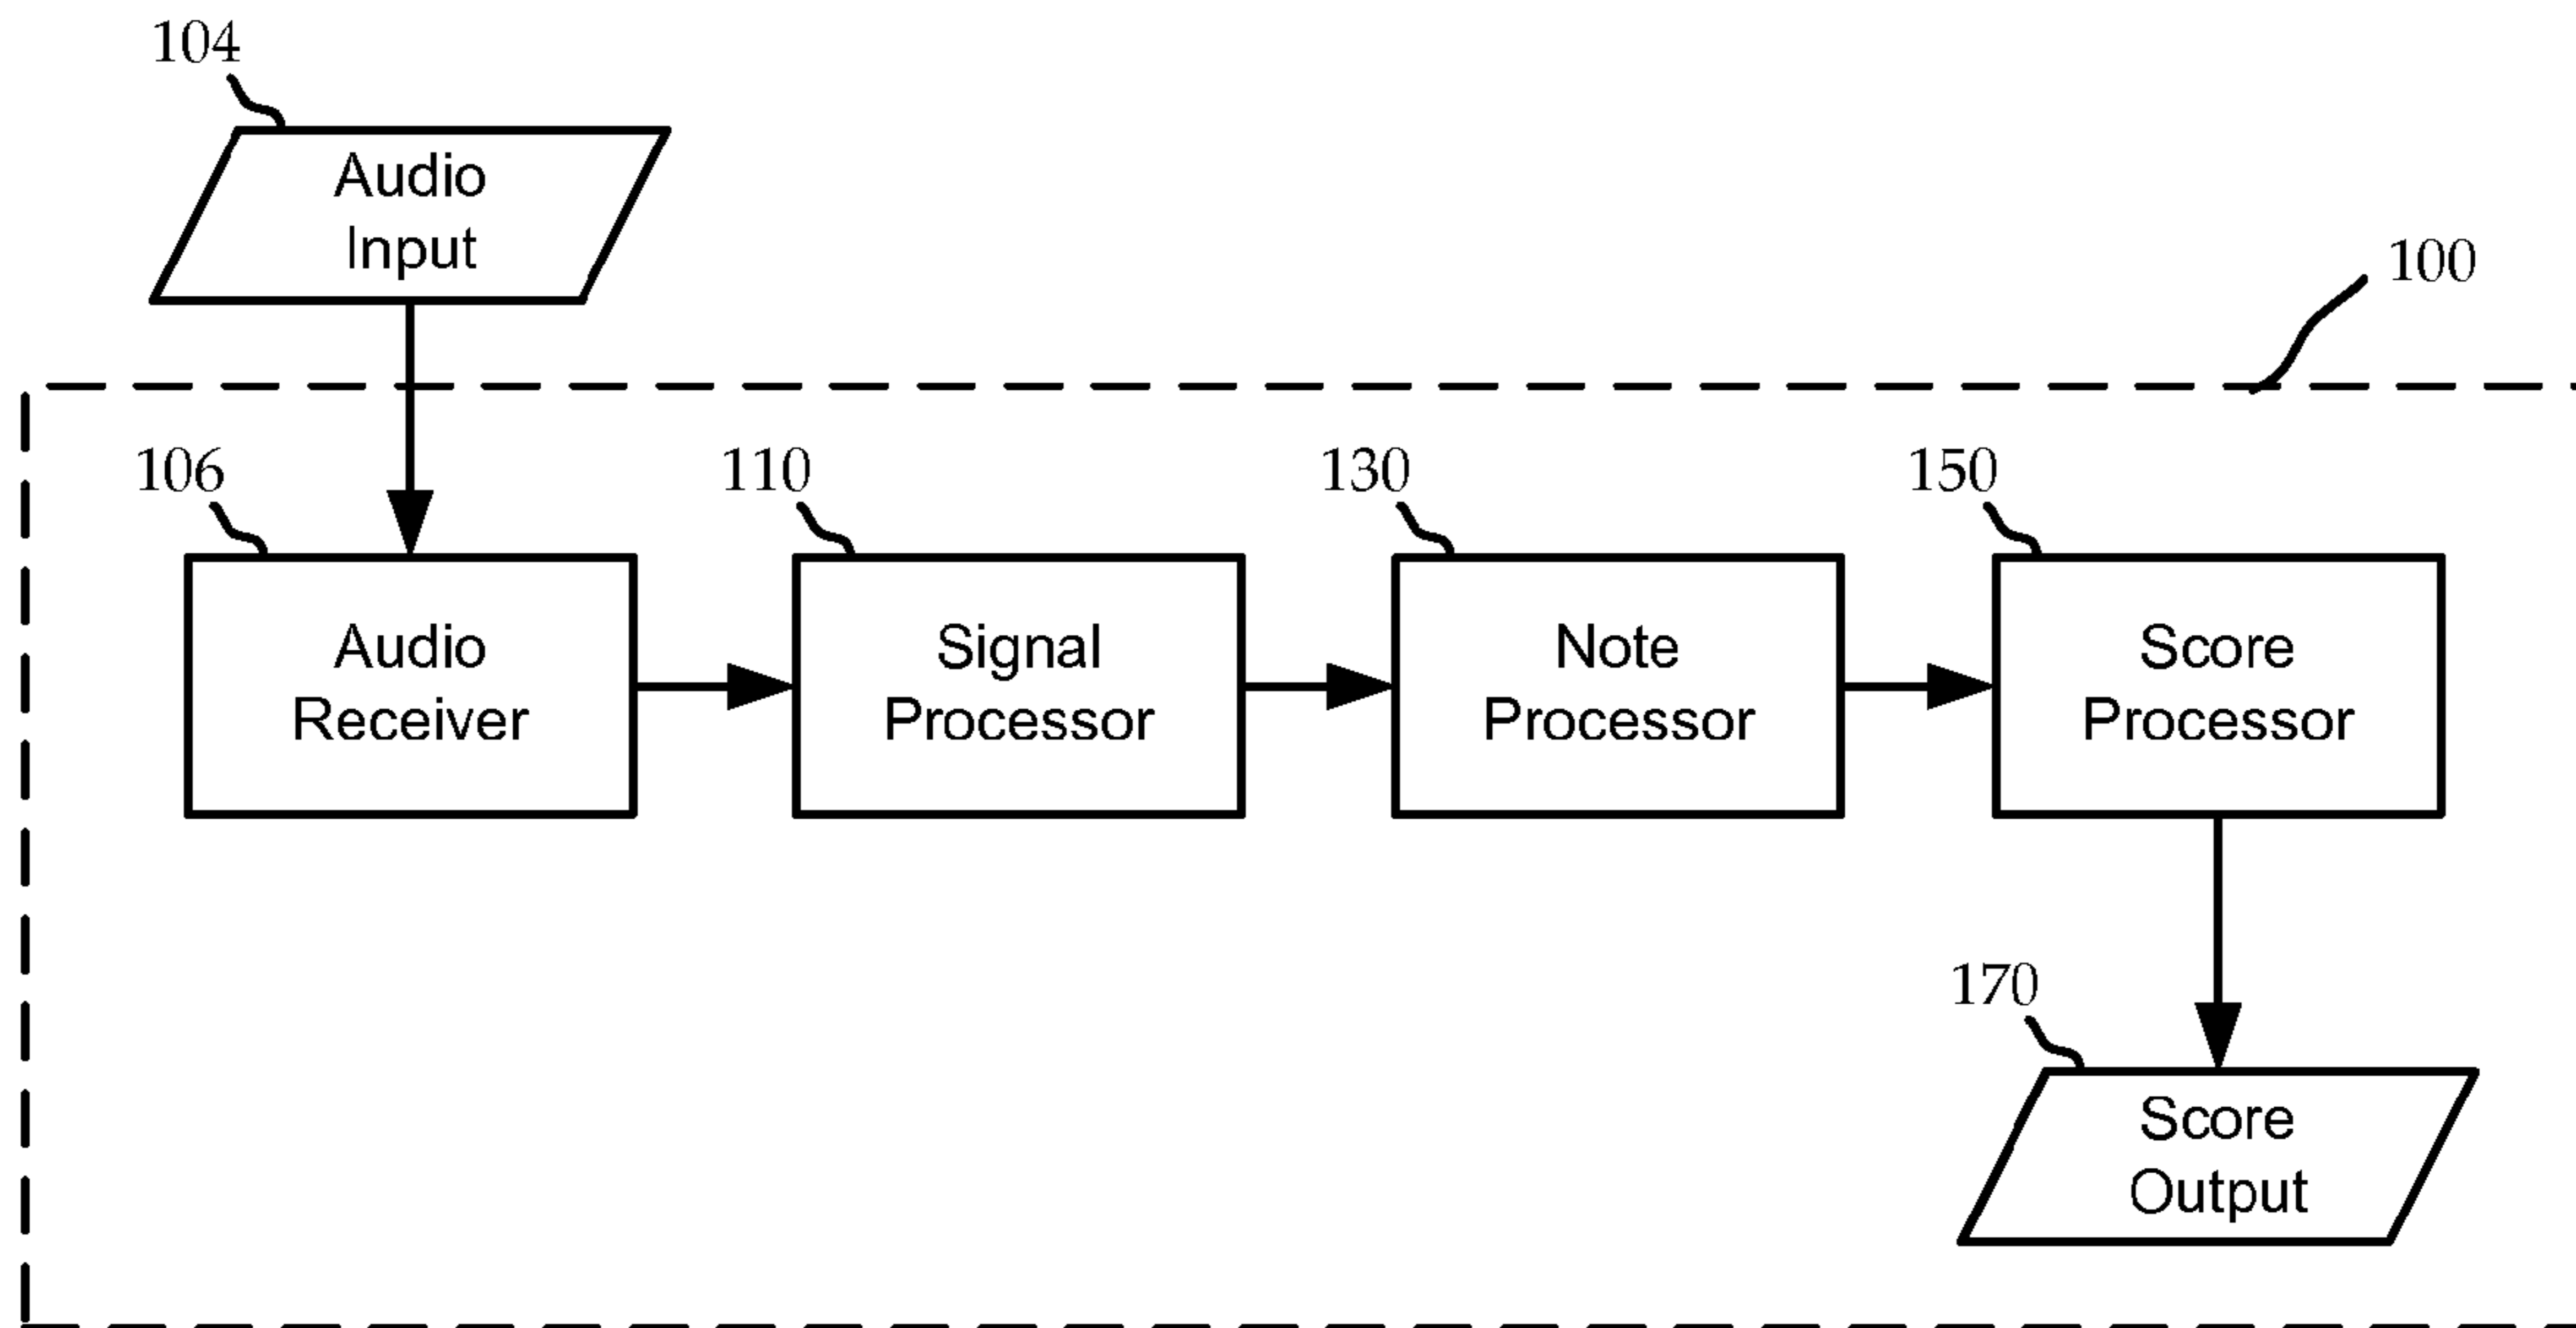 104
Audio
Input
100
106
110
130
150
Audio
Receiver
Signal
Processor
Note
Processor
Score
Processor
170
Score
Output